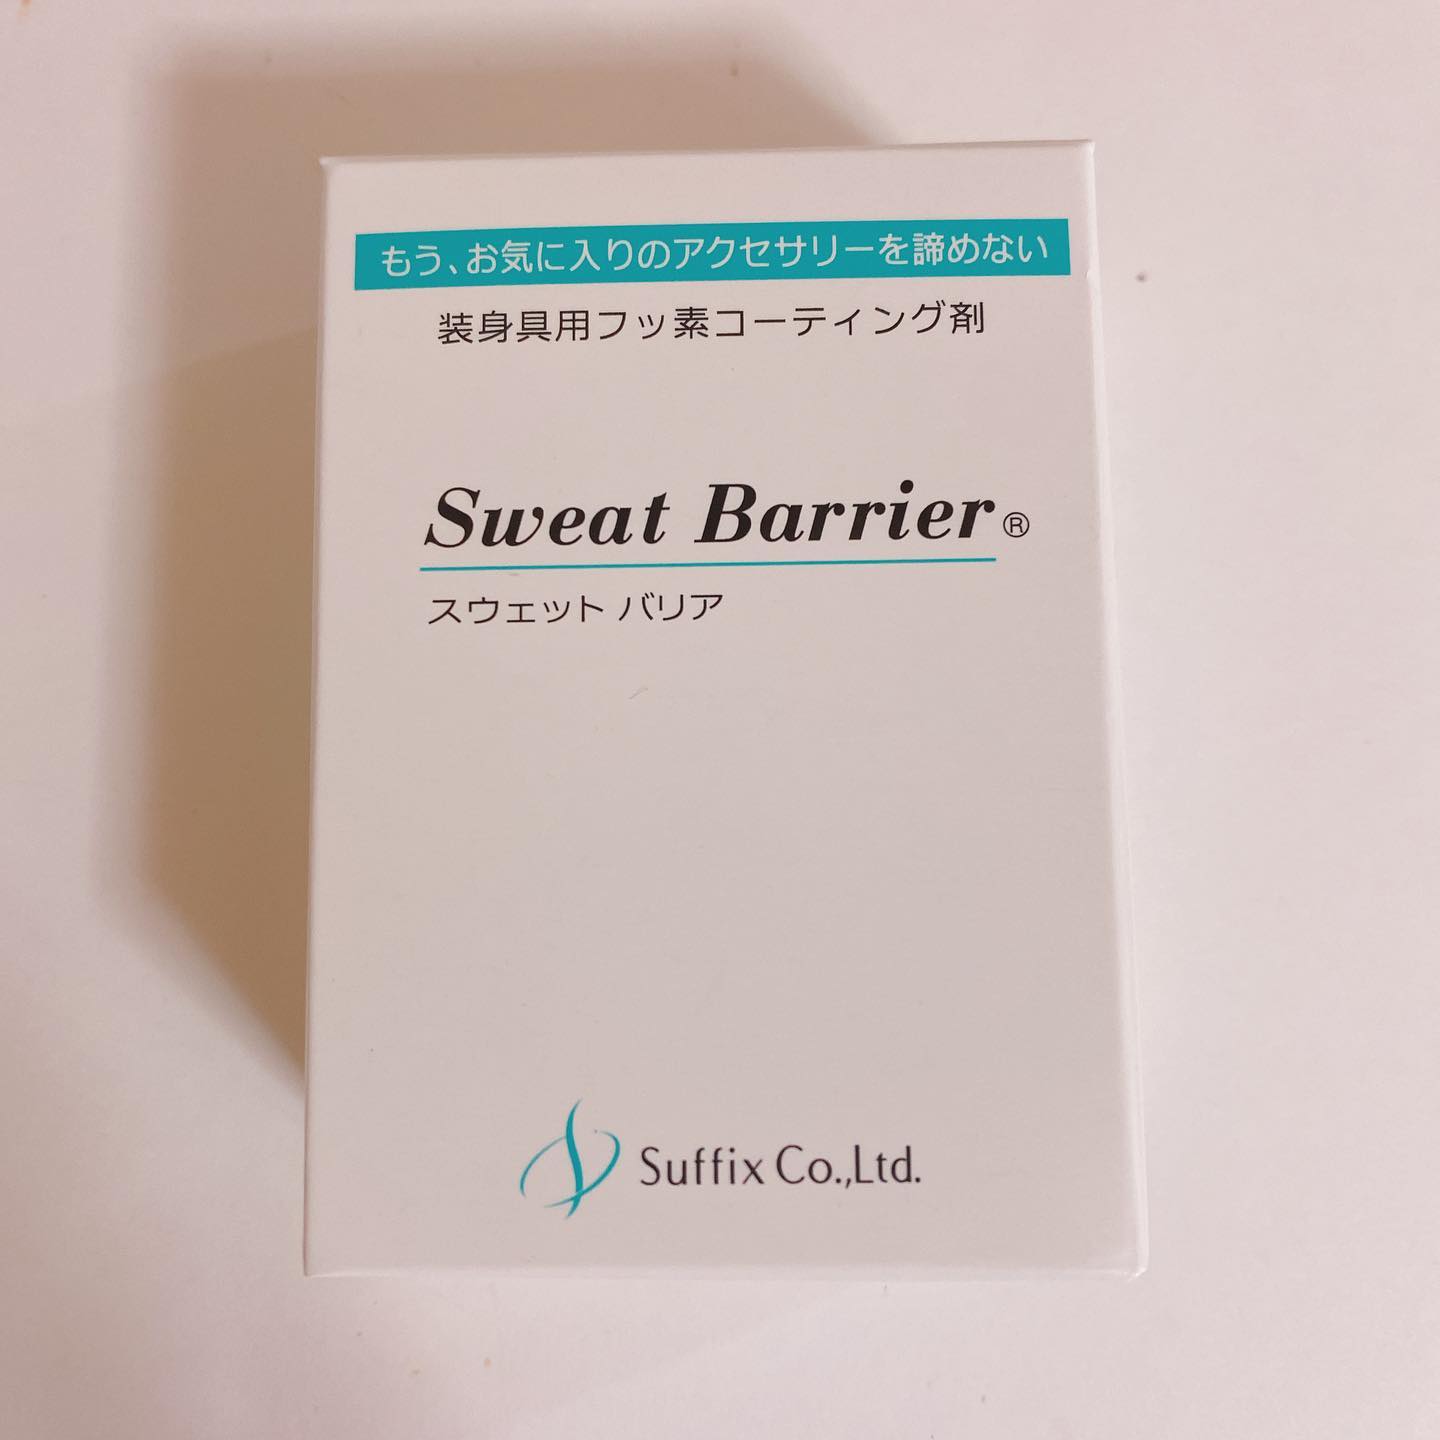 もう、お気に入りのアクセサリーを諦めない
装身具用フッ素コーティング剤
Sweat Barrier®
スウェット バリア
Suffix Co.,Ltd.